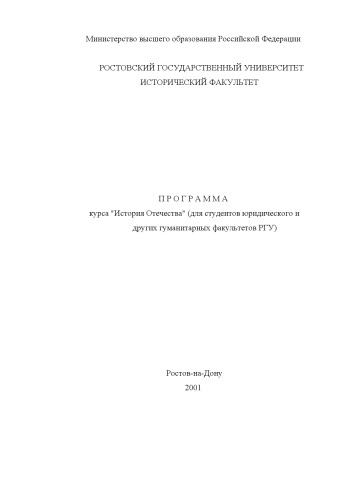 Министерство высшего образования Российской Федерации
РОСТОВСКИЙ ГОСУДАРСТВЕННЫЙ УНИВЕРСИТЕТ
ИСТОРИЧЕСКИЙ ФАКУЛЬТЕТ
П Р О Г Р А М М А
курса "История Отечества" (для студентов юридического и
других гуманитарных факультетов РГУ)
Ростов-на-Дону
2001